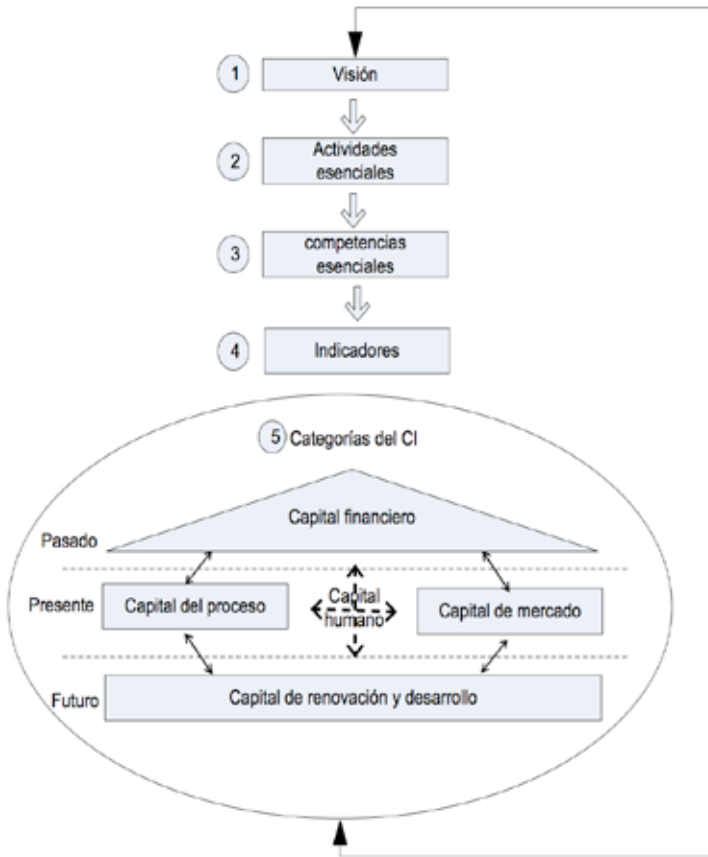 1
Visión
2
Actividades
esenciales
3
competencias
esenciales
4
Indicadores
5 Categorías del CI
Capital financiero
Pasado
Presente
Capital del proceso
Capital
humano
Capital de mercado
Futuro
Capital de renovación y desarrollo